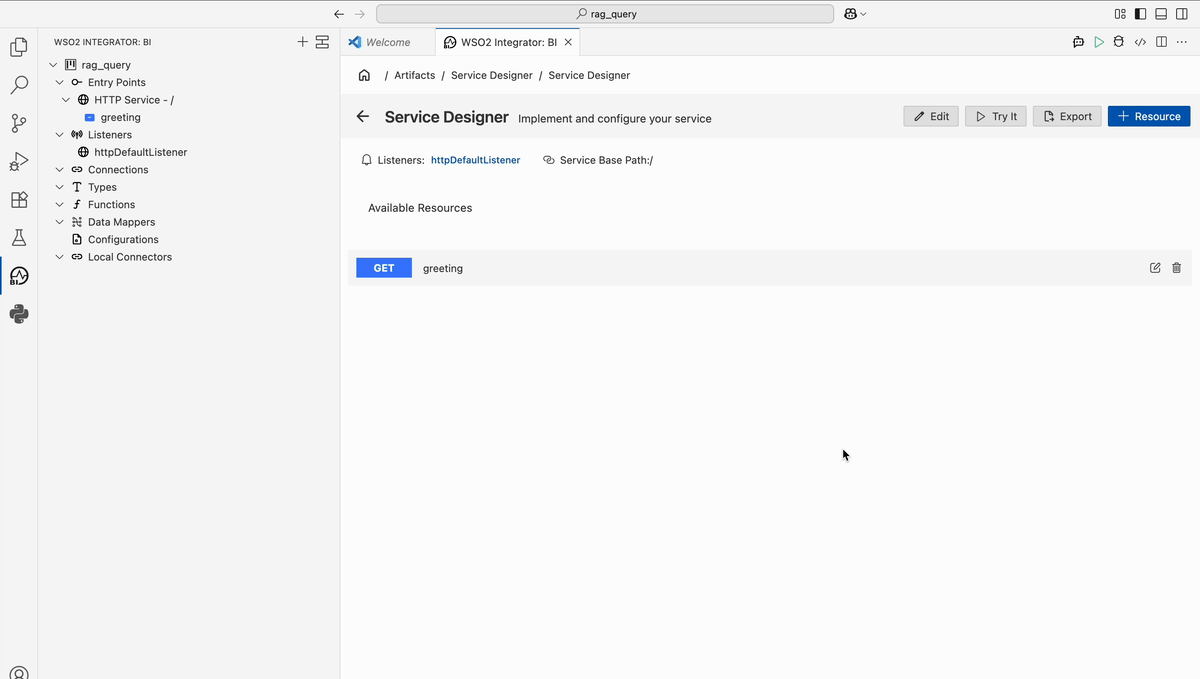 rag_query
WSO2 INTEGRATOR: BI
rag_query
Entry Points
HTTP Service - /
greeting
Listeners
httpDefaultListener
Connections
Types
Functions
Data Mappers
Configurations
Local Connectors
BI
Welcome
WSO2 Integrator: BI
/ Artifacts / Service Designer / Service Designer
Service Designer Implement and configure your service
Edit
Try It
Export
Resource
Listeners: httpDefaultListener
Service Base Path:/
Available Resources
GET greeting